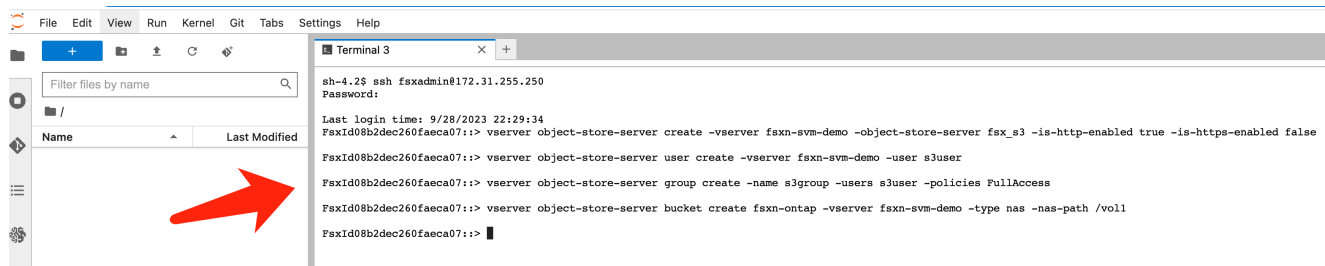 File Edit View Run Kernel Git Tabs Settings Help
+
Filter files by name
/
Name Last Modified
Terminal 3
sh-4.2$ ssh fsxadmin@172.31.255.250
Password:
Last login time: 9/28/2023 22:29:34
FsxId08b2dec260faeca07::> vserver object-store-server create -vserver fsxn-svm-demo -object-store-server fsx_s3 -is-http-enabled true -is-https-enabled false
FsxId08b2dec260faeca07::> vserver object-store-server user create -vserver fsxn-svm-demo -user s3user
FsxId08b2dec260faeca07::> vserver object-store-server group create -name s3group -users s3user -policies FullAccess
FsxId08b2dec260faeca07::> vserver object-store-server bucket create fsxn-ontap -vserver fsxn-svm-demo -type nas -nas-path /vol1
FsxId08b2dec260faeca07::>